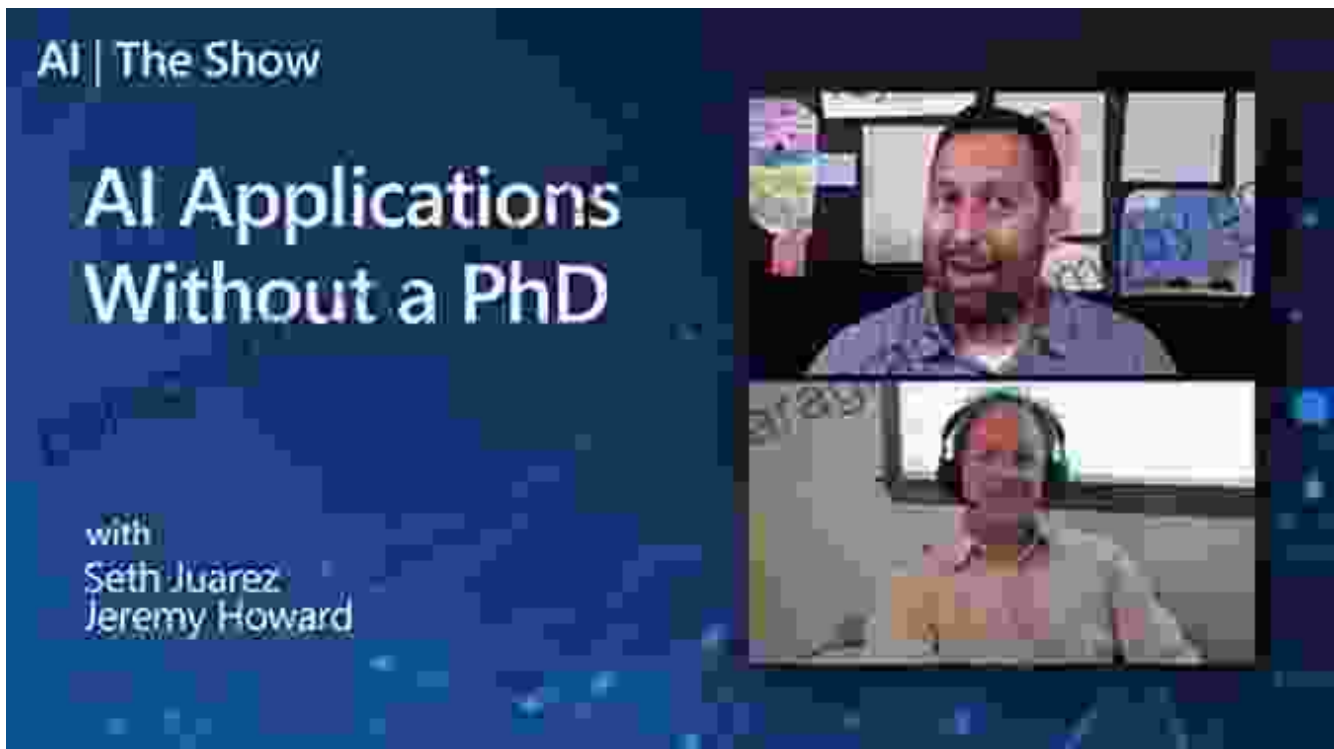 AI | The Show
AI Applications
Without a PhD
with
Seth Juarez
Jeremy Howard